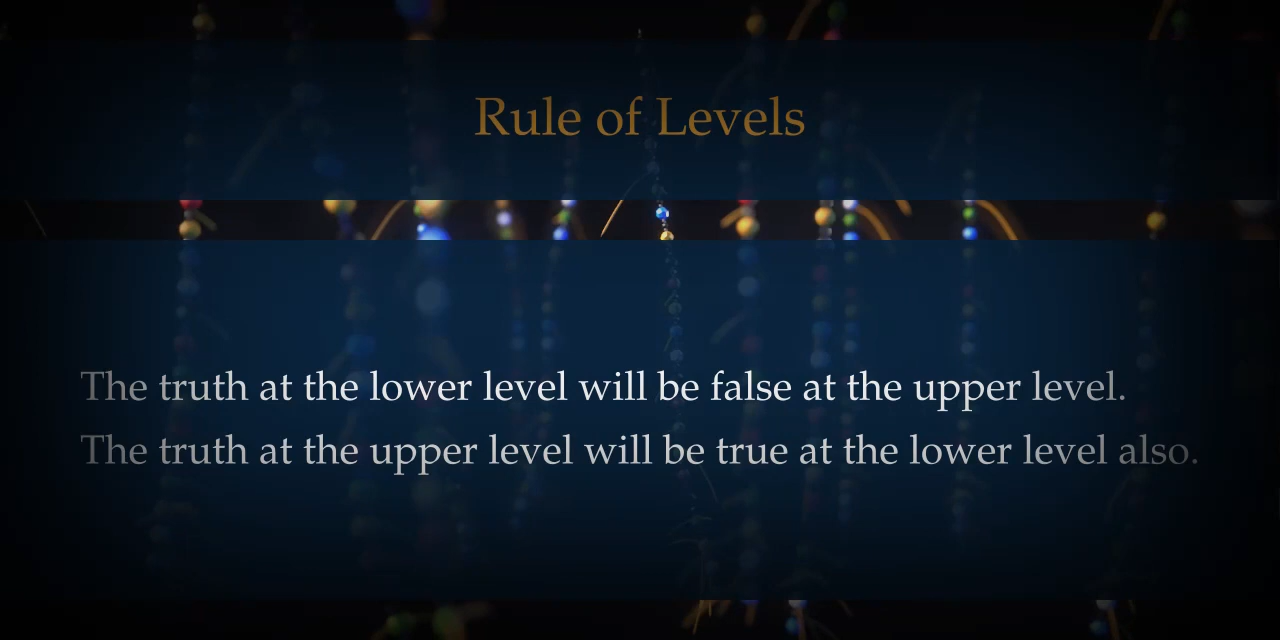 Rule of Levels
The truth at the lower level will be false at the upper level.
The truth at the upper level will be true at the lower level also.